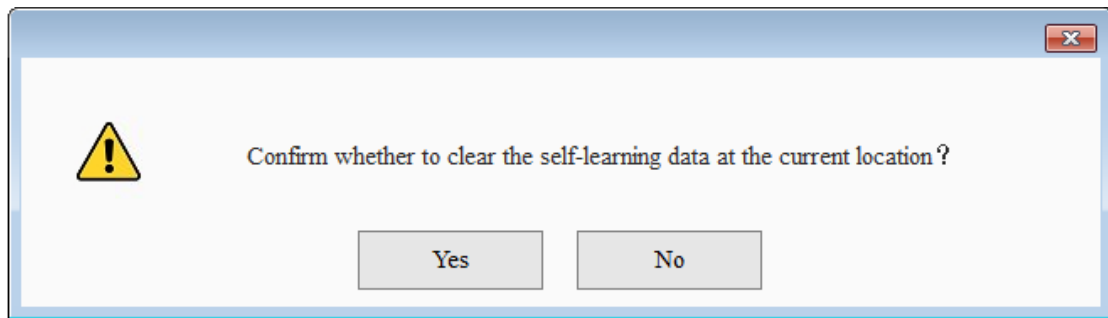 Confirm whether to clear the self-learning data at the current location？
Yes
No